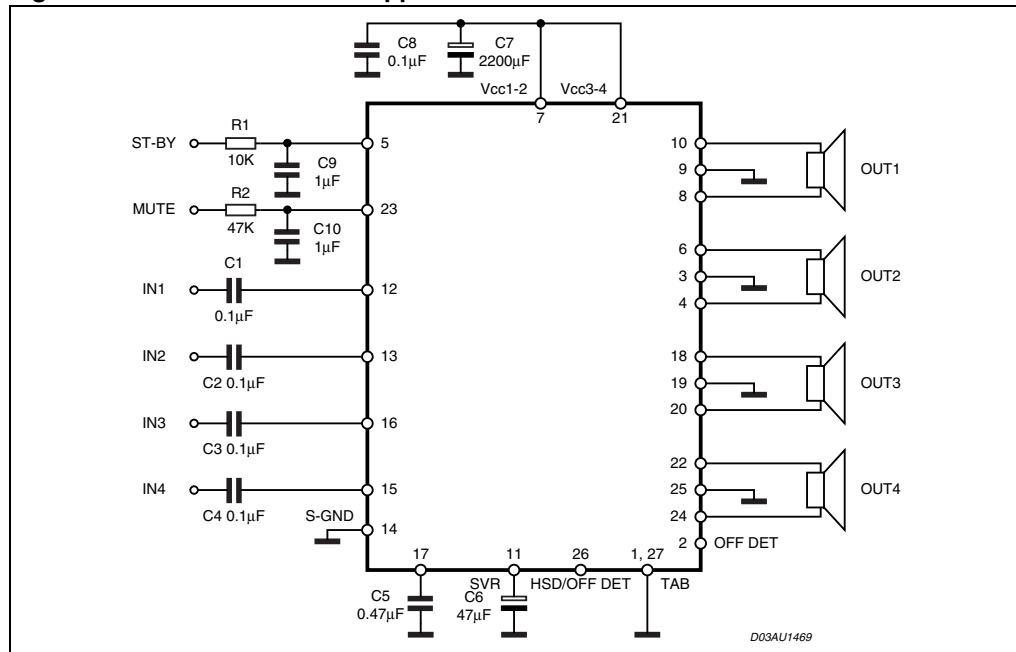 C8
0.1µF
C7
2200µF
Vcc1-2
Vcc3-4
7
21
ST-BY
R1
10K
5
C9
1µF
MUTE
R2
47K
23
C10
1µF
IN1
C1
0.1µF
12
IN2
C2 0.1µF
13
IN3
C3 0.1µF
16
IN4
C4 0.1µF
15
S-GND
14
10
9
8
OUT1
6
3
4
OUT2
18
19
20
OUT3
22
25
24
OUT4
2
OFF DET
17
11
26
1, 27
SVR
HSD/OFF DET
TAB
C5
0.47µF
C6
47µF
D03AU1469